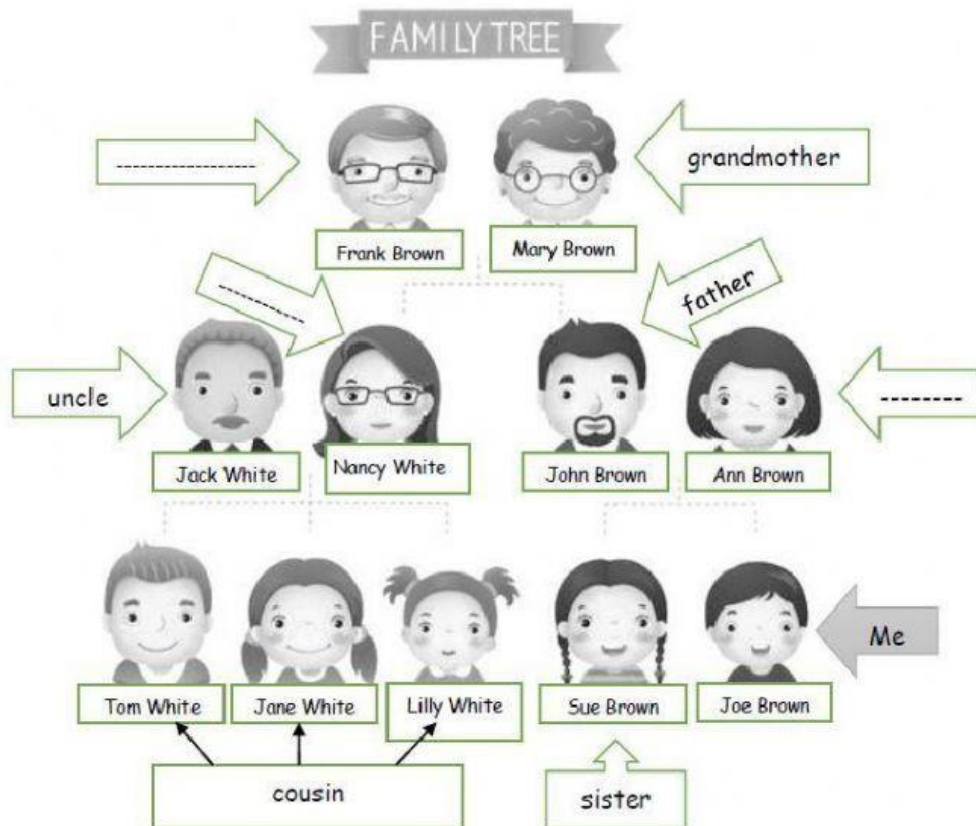 FAMILY TREE
----------------
grandmother
Frank Brown
Mary Brown
---------
father
uncle
--------
Jack White
Nancy White
John Brown
Ann Brown
Me
Tom White
Jane White
Lilly White
Sue Brown
Joe Brown
cousin
sister